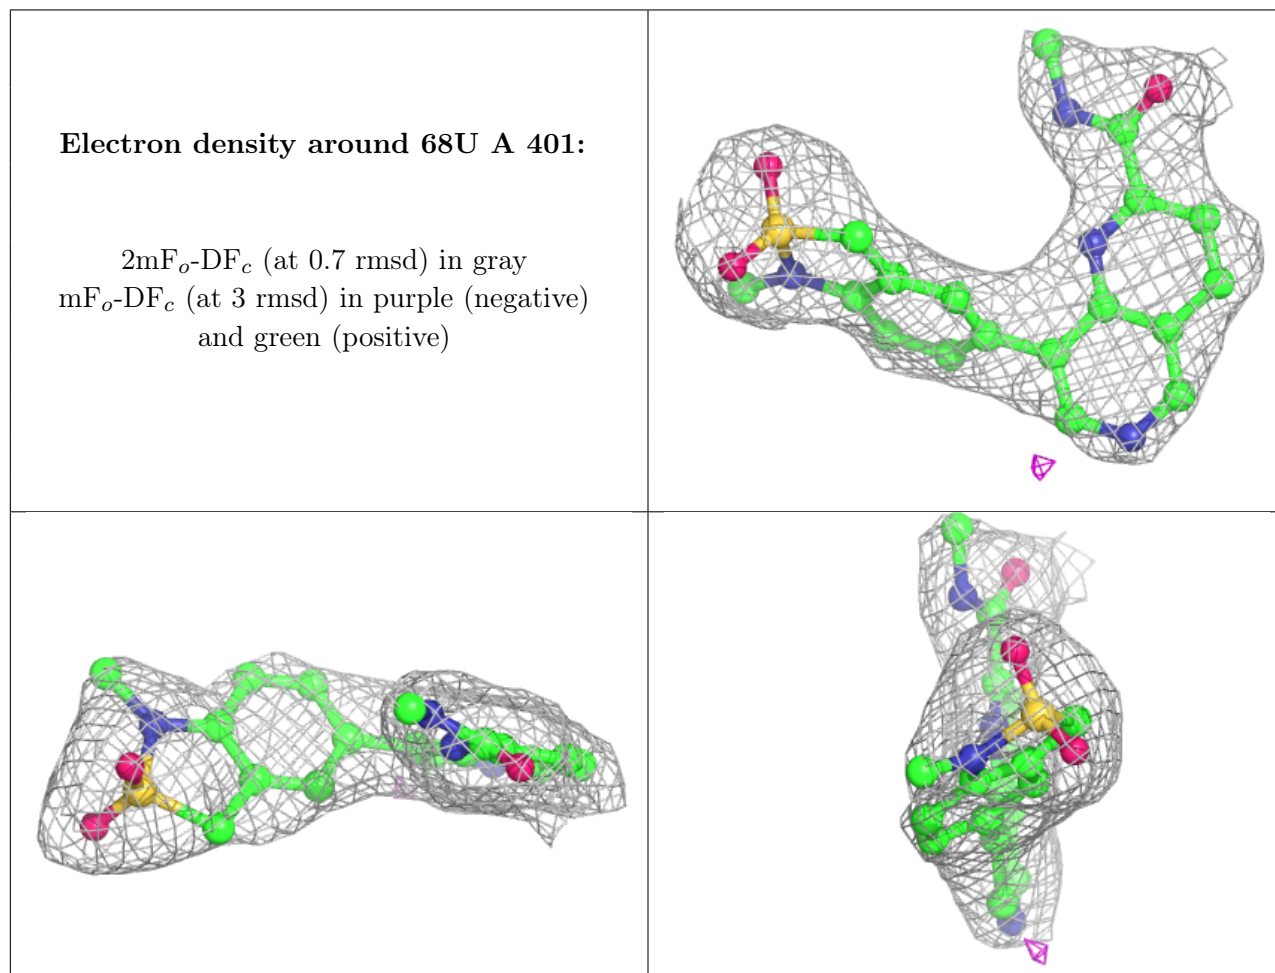 Electron density around 68U A 401:
2mFo-DFc (at 0.7 rmsd) in gray
mFo-DFc (at 3 rmsd) in purple (negative)
and green (positive)